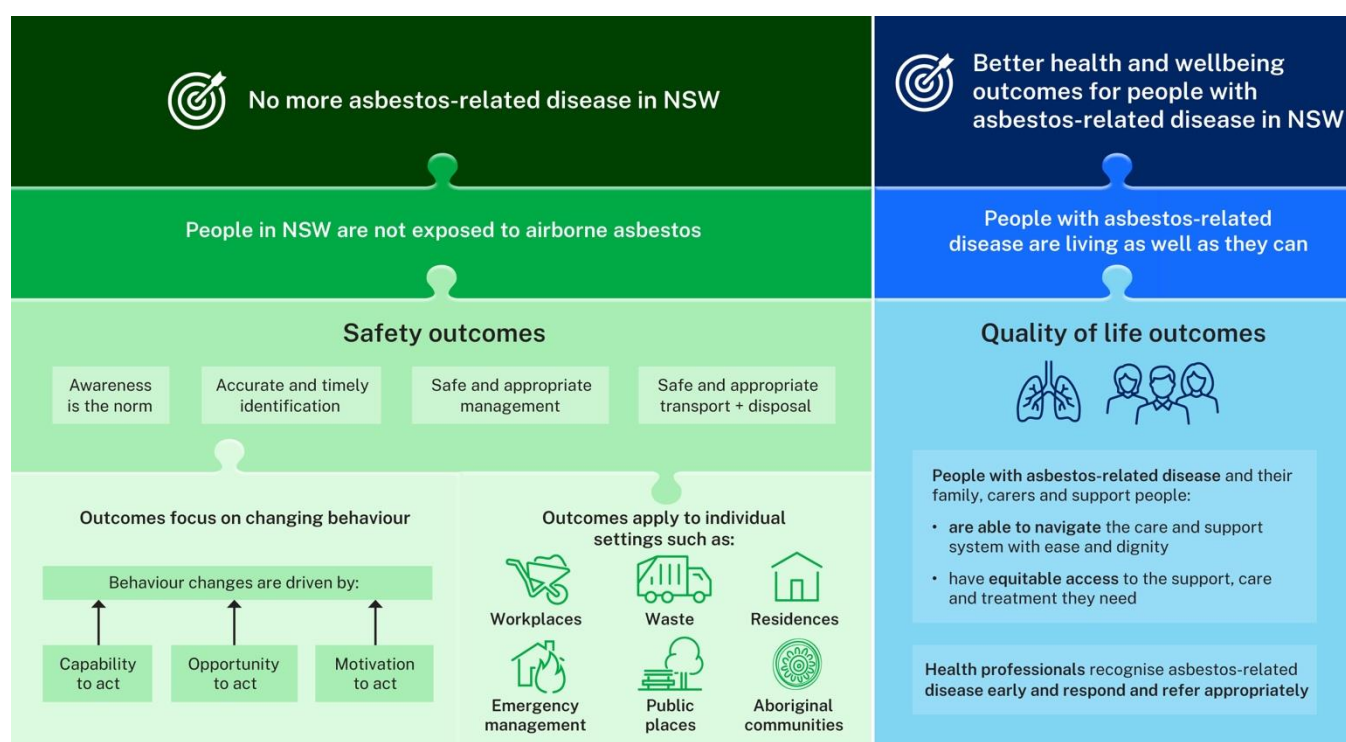 No more asbestos-related disease in NSW
People in NSW are not exposed to airborne asbestos
Safety outcomes
Awareness
is the norm
Accurate and timely
identification
Safe and appropriate
management
Safe and appropriate
transport + disposal
Outcomes focus on changing behaviour
Behaviour changes are driven by:
Capability
to act
Opportunity
to act
Motivation
to act
Outcomes apply to individual
settings such as:
Workplaces
Waste
Residences
Emergency
management
Public
places
Aboriginal
communities
Better health and wellbeing
outcomes for people with
asbestos-related disease in NSW
People with asbestos-related
disease are living as well as they can
Quality of life outcomes
People with asbestos-related disease and their
family, carers and support people:
• are able to navigate the care and support
system with ease and dignity
• have equitable access to the support, care
and treatment they need
Health professionals recognise asbestos-related
disease early and respond and refer appropriately